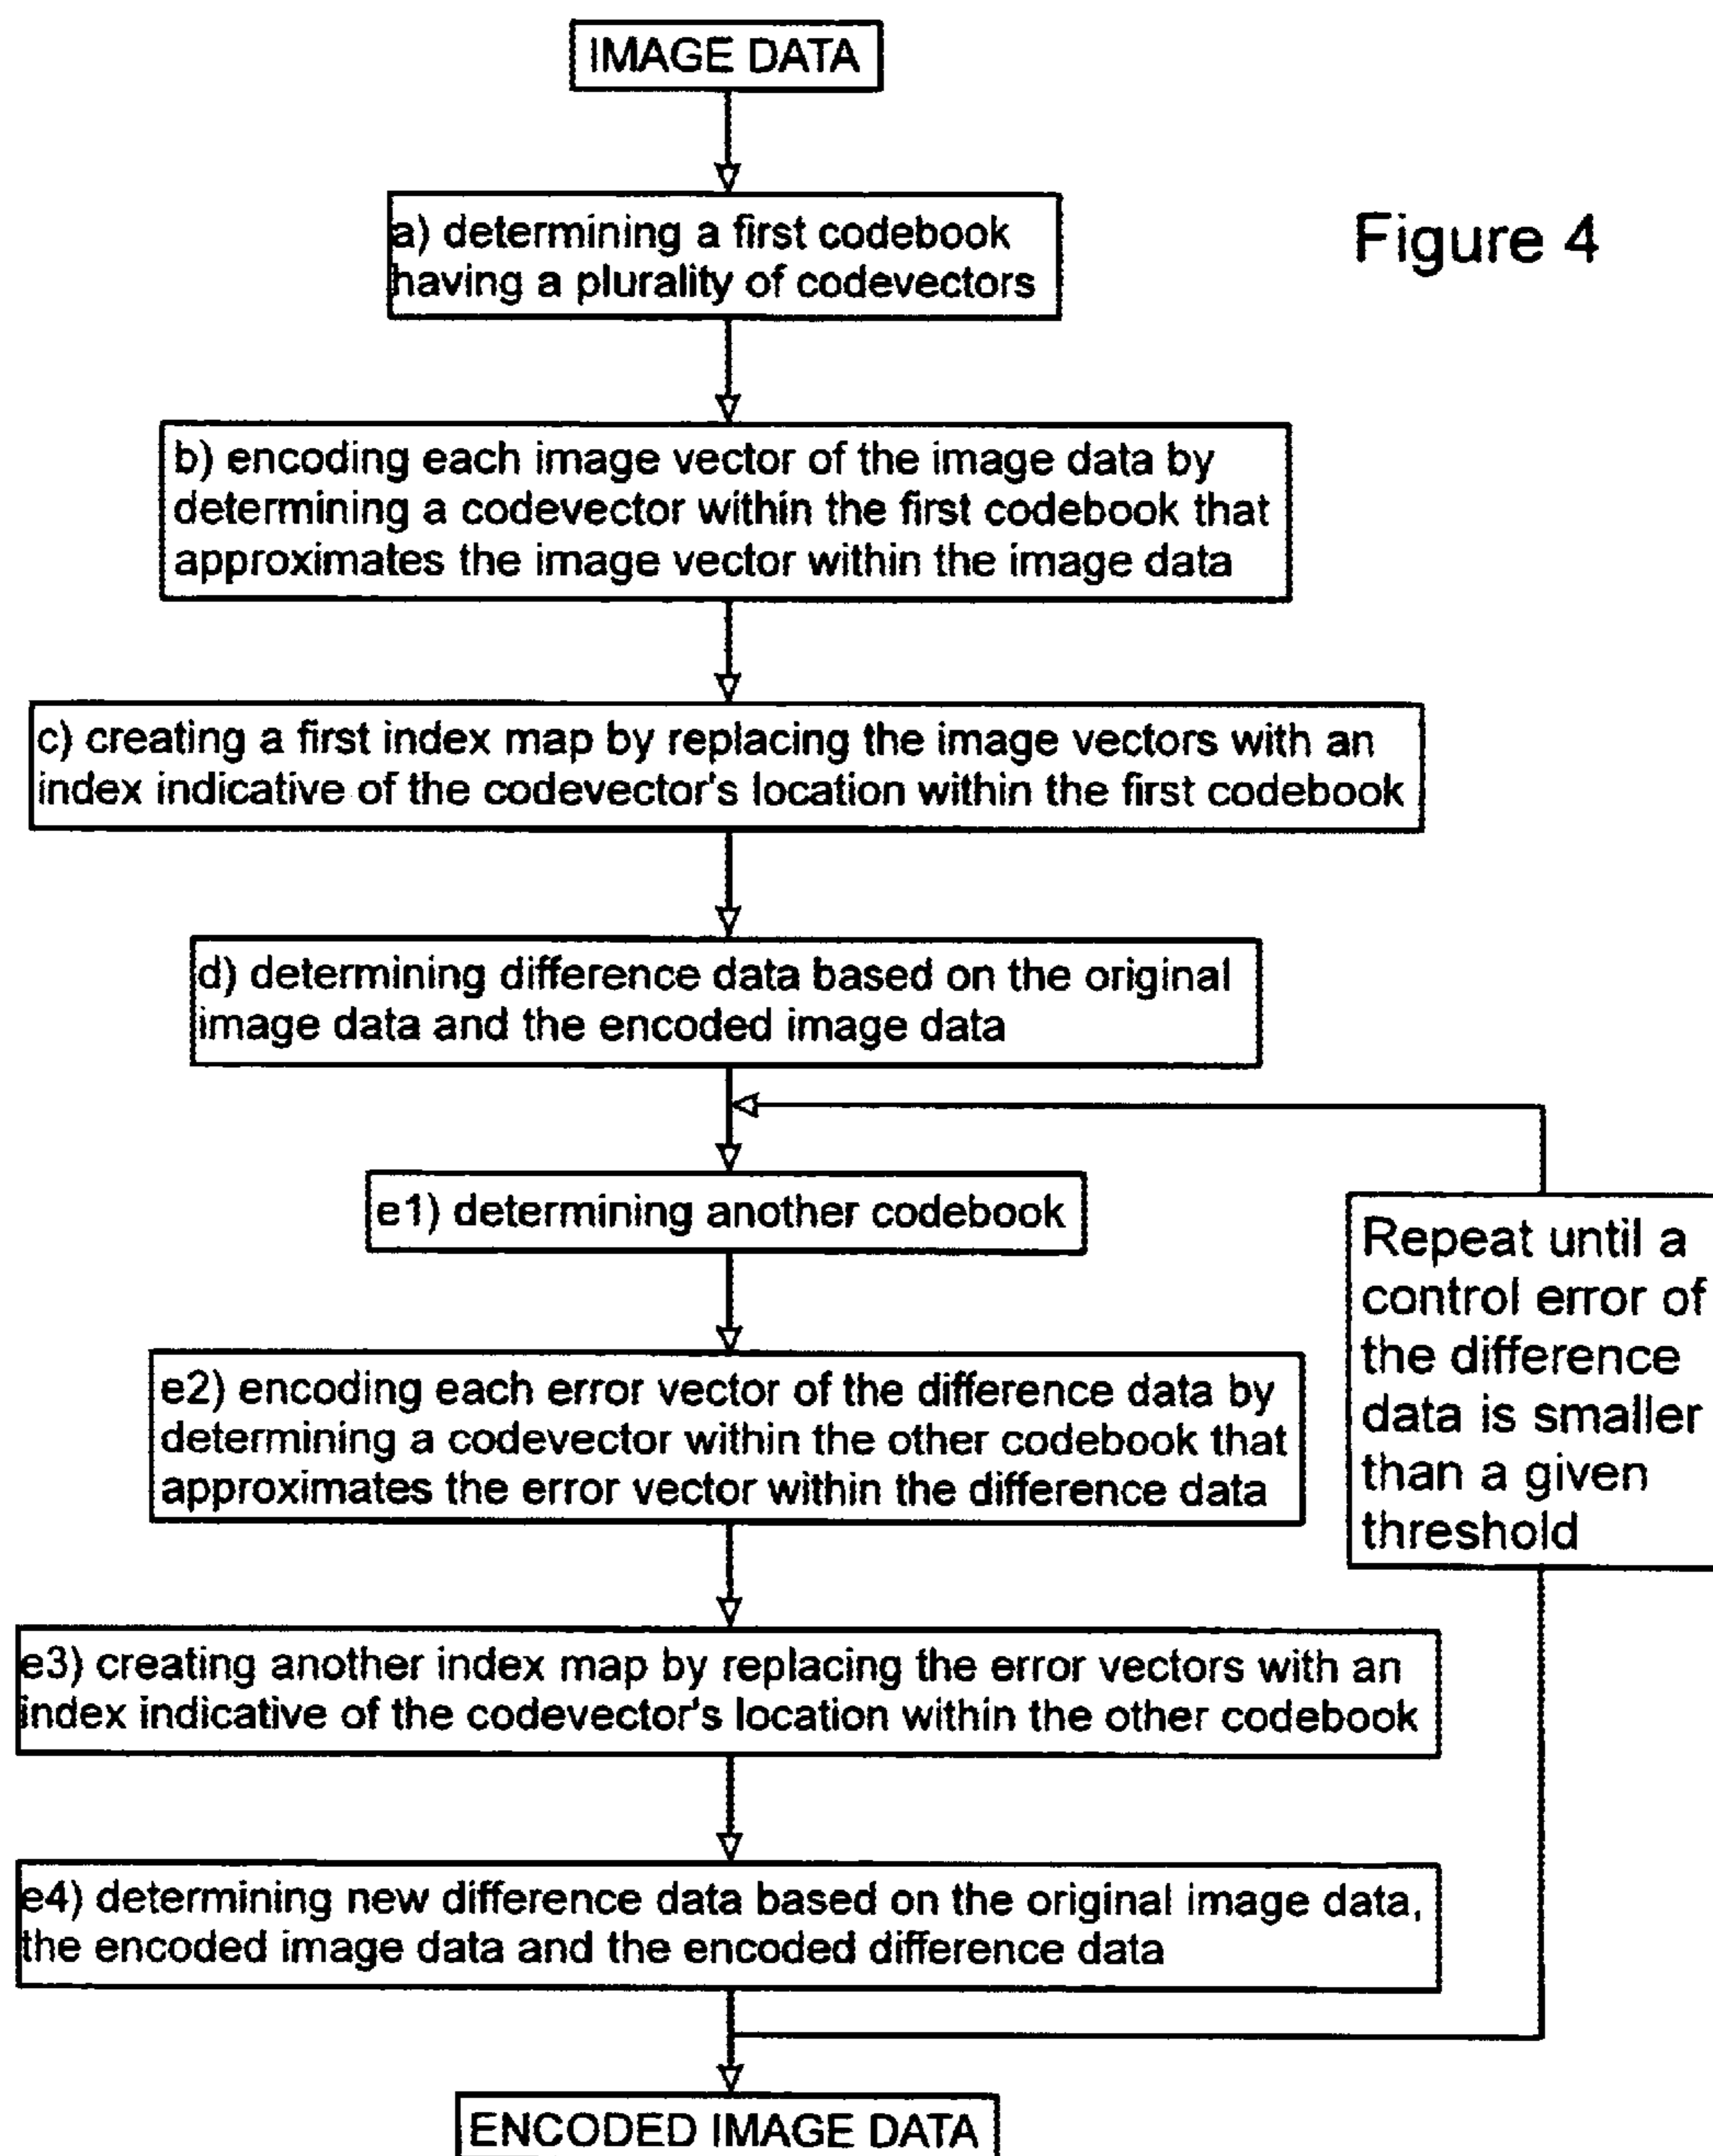 IMAGE DATA
Figure 4
a) determining a first codebook
having a plurality of codevectors
b) encoding each image vector of the image data by
determining a codevector within the first codebook that
approximates the image vector within the image data
c) creating a first index map by replacing the image vectors with an
index indicative of the codevector's location within the first codebook
d) determining difference data based on the original
image data and the encoded image data
e1) determining another codebook
Repeat until a
control error of
the difference
data is smaller
than a given
threshold
e2) encoding each error vector of the difference data by
determining a codevector within the other codebook that
approximates the error vector within the difference data
e3) creating another index map by replacing the error vectors with an
index indicative of the codevector's location within the other codebook
e4) determining new difference data based on the original image data,
the encoded image data and the encoded difference data
ENCODED IMAGE DATA